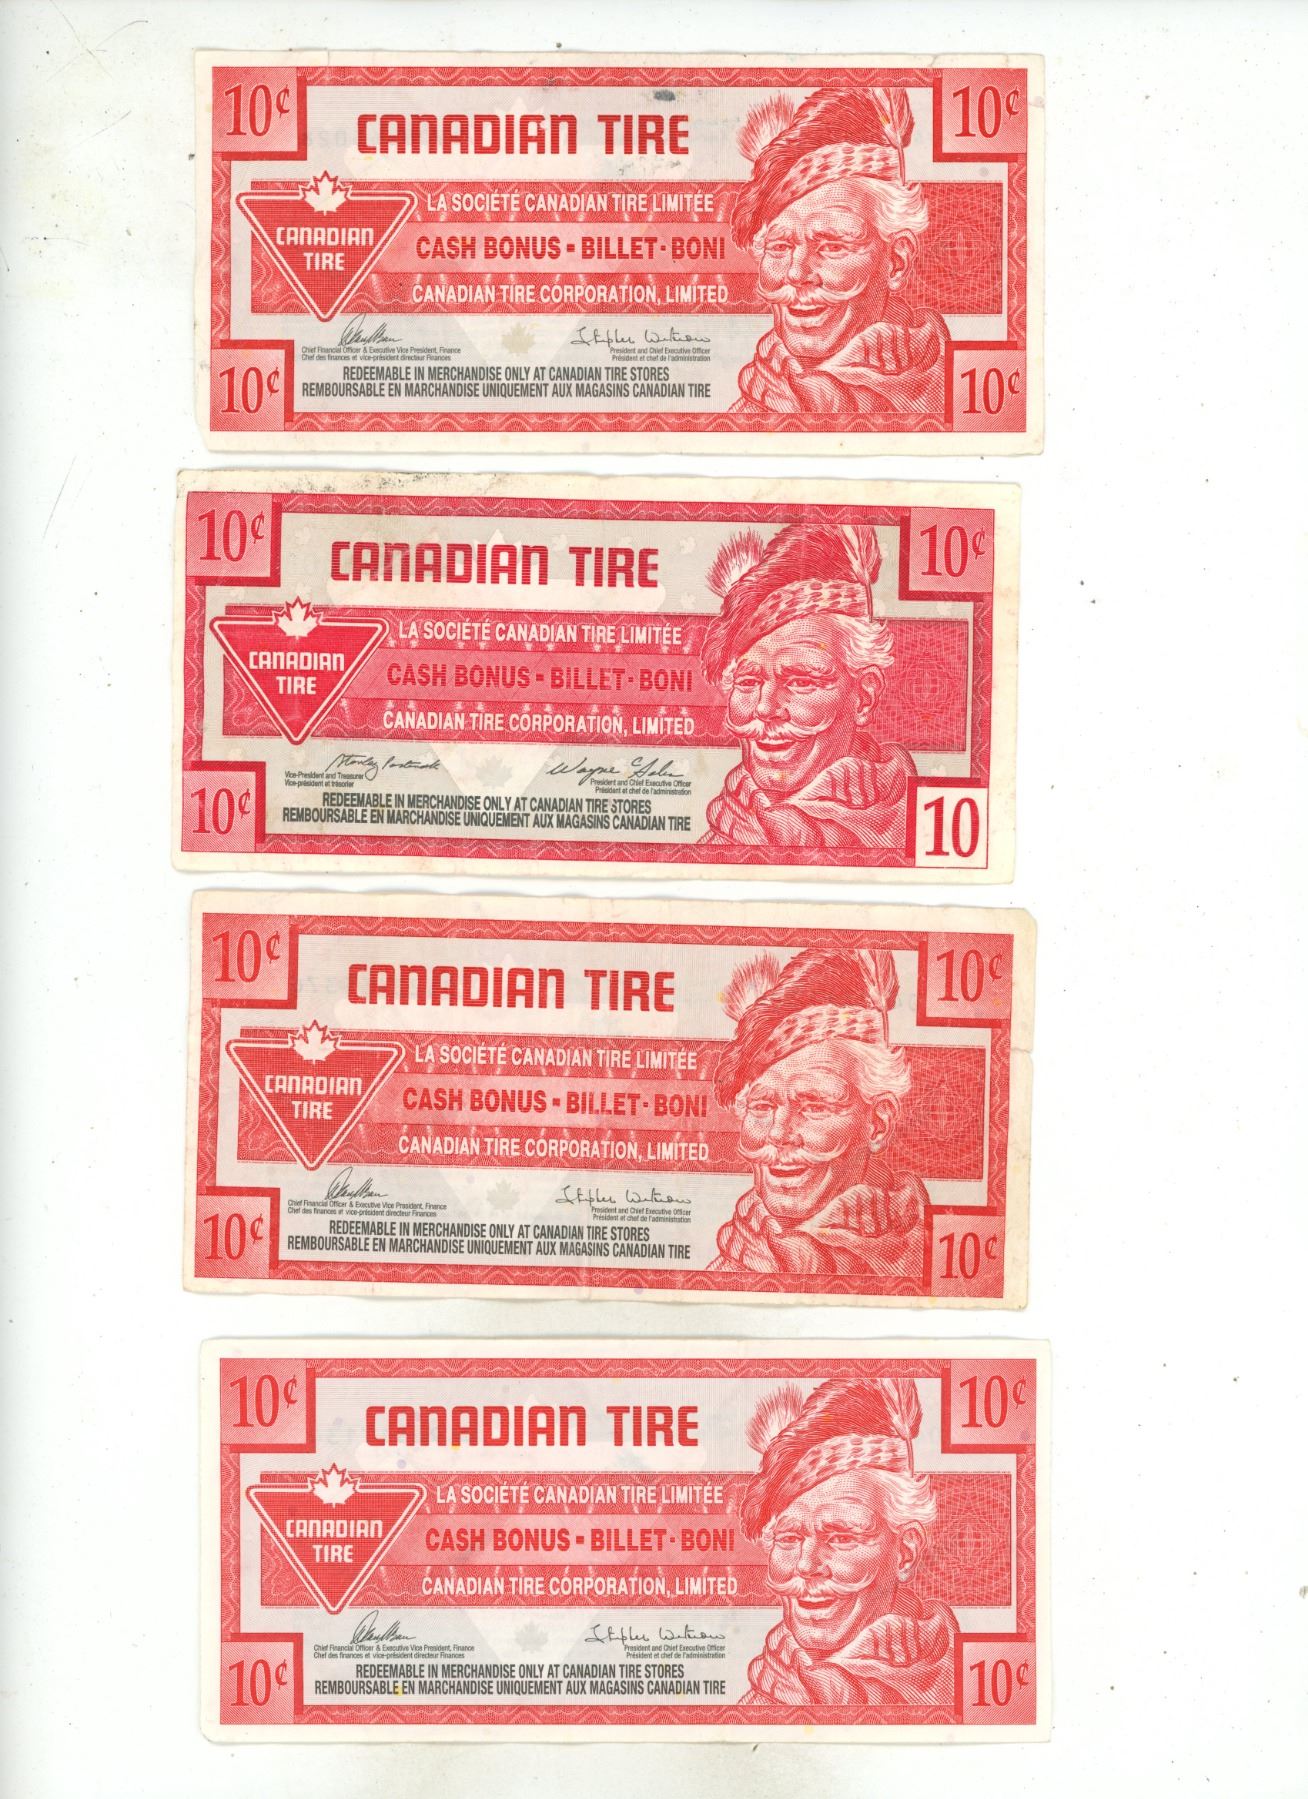 10¢ 10¢
CANADIAN TIRE
LA SOCIÉTÉ CANADIAN TIRE LIMITÉE
CANADIAN
TIRE
CASH BONUS - BILLET - BONI
CANADIAN TIRE CORPORATION, LIMITED
Chief Financial Officer & Executive Vice President, Finance
Chef des finances et vice-président directeur Finances
President and Chief Executive Officer
Président et chef de l'administration
REDEEMABLE IN MERCHANDISE ONLY AT CANADIAN TIRE STORES
REMBOURSABLE EN MARCHANDISE UNIQUEMENT AUX MAGASINS CANADIAN TIRE
10¢ 10¢
10¢ 10¢
CANADIAN TIRE
LA SOCIÉTÉ CANADIAN TIRE LIMITÉE
CANADIAN
TIRE
CASH BONUS - BILLET - BONI
CANADIAN TIRE CORPORATION, LIMITED
Vice-President and Treasurer
Vice-président et trésorier
Wayne Sales
President and Chief Executive Officer
Président et chef de l'administration
REDEEMABLE IN MERCHANDISE ONLY AT CANADIAN TIRE STORES
REMBOURSABLE EN MARCHANDISE UNIQUEMENT AUX MAGASINS CANADIAN TIRE
10¢ 10
10¢ 10¢
CANADIAN TIRE
LA SOCIÉTÉ CANADIAN TIRE LIMITÉE
CANADIAN
TIRE
CASH BONUS - BILLET - BONI
CANADIAN TIRE CORPORATION, LIMITED
Chief Financial Officer & Executive Vice President, Finance
Chef des finances et vice-président directeur Finances
President and Chief Executive Officer
Président et chef de l'administration
REDEEMABLE IN MERCHANDISE ONLY AT CANADIAN TIRE STORES
REMBOURSABLE EN MARCHANDISE UNIQUEMENT AUX MAGASINS CANADIAN TIRE
10¢ 10¢
10¢ 10¢
CANADIAN TIRE
LA SOCIÉTÉ CANADIAN TIRE LIMITÉE
CANADIAN
TIRE
CASH BONUS - BILLET - BONI
CANADIAN TIRE CORPORATION, LIMITED
Chief Financial Officer & Executive Vice President, Finance
Chef des finances et vice-président directeur Finances
President and Chief Executive Officer
Président et chef de l'administration
REDEEMABLE IN MERCHANDISE ONLY AT CANADIAN TIRE STORES
REMBOURSABLE EN MARCHANDISE UNIQUEMENT AUX MAGASINS CANADIAN TIRE
10¢ 10¢